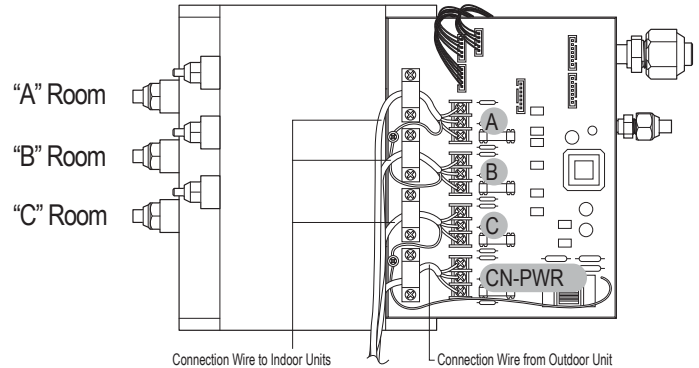 “A” Room
“B” Room
“C” Room
A
B
C
CN-PWR
Connection Wire to Indoor Units
Connection Wire from Outdoor Unit